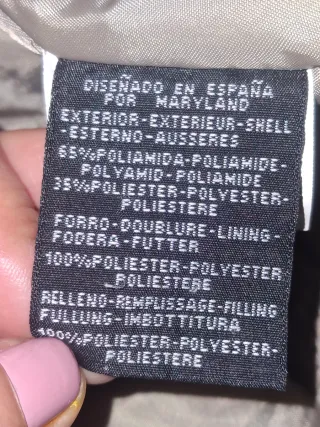 DISEÑADO EN ESPAÑA
POR MARYLAND
EXTERIOR-EXTERIEUR-SHELL
-ESTERNO-AUSSERES
65%POLIAMIDA-POLIAMIDE-
POLYAMID-POLIAMIDE
35%POLIESTER-POLYESTER-
POLIESTERE
FORRO-DOUBLURE-LINING-
FODERA-FUTTER
100%POLIESTER-POLYESTER
POLIESTERE
RELLENO-REMPLISSAGE-FILLING
FULLUNG-IMBOTTITURA
100%POLIESTER-POLYESTER-
POLIESTERE